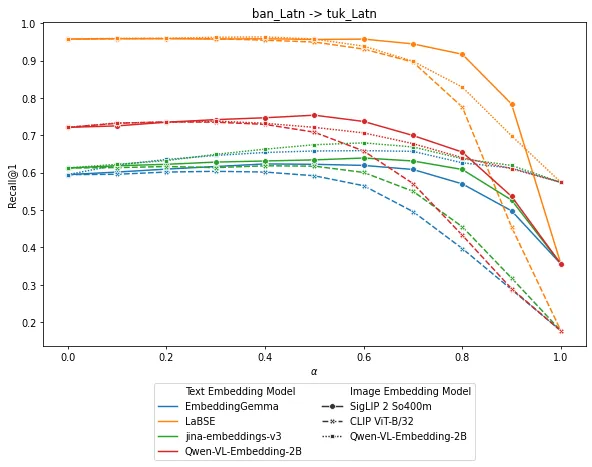 ban_Latn -> tuk_Latn
Recall@1
1.0
0.9
0.8
0.7
0.6
0.5
0.4
0.3
0.2
0.0 0.2 0.4 0.6 0.8 1.0
α
Text Embedding Model Image Embedding Model
EmbeddingGemma SigLIP 2 So400m
LaBSE CLIP ViT-B/32
jina-embeddings-v3 Qwen-VL-Embedding-2B
Qwen-VL-Embedding-2B